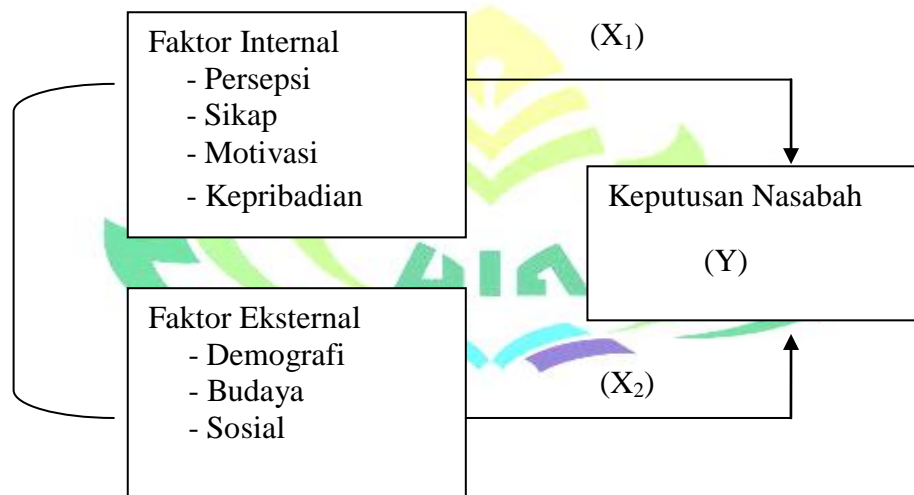 Faktor Internal
- Persepsi
- Sikap
- Motivasi
- Kepribadian
(X₁)
Keputusan Nasabah
(Y)
Faktor Eksternal
- Demografi
- Budaya
- Sosial
(X₂)